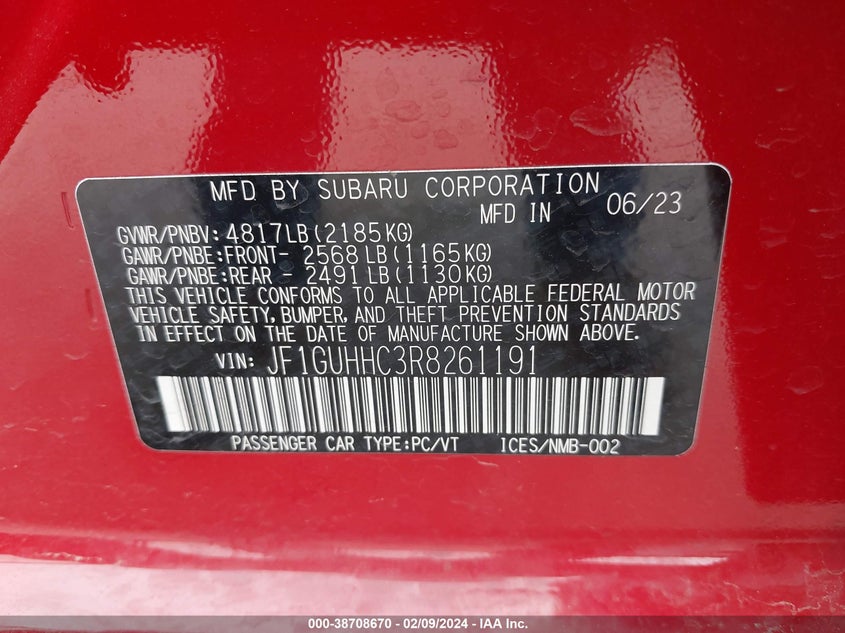 MFD BY SUBARU CORPORATION
MFD IN 06/23
GVWR/PNBV: 4817LB(2185KG)
GAWR/PNBE:FRONT- 2568LB(1165KG)
GAWR/PNBE:REAR - 2491LB(1130KG)
THIS VEHICLE CONFORMS TO ALL APPLICABLE FEDERAL MOTOR
VEHICLE SAFETY, BUMPER, AND THEFT PREVENTION STANDARDS
IN EFFECT ON THE DATE OF MANUFACTURE SHOWN ABOVE.
VIN: JF1GUHHC3R8261191
PASSENGER CAR TYPE:PC/VT ICES/NMB-002
000-38708670 - 02/09/2024 - IAA Inc.